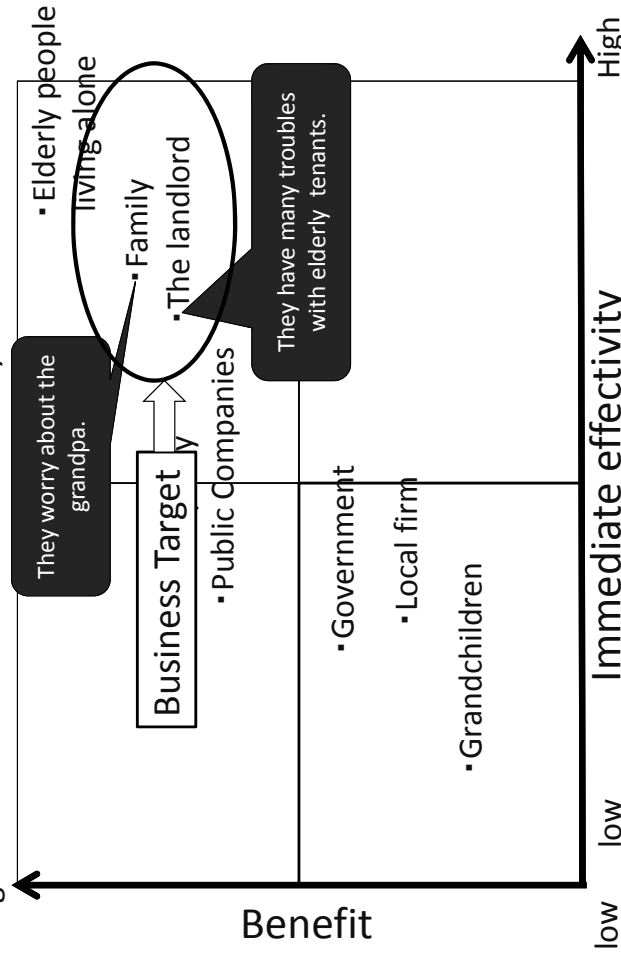 ▪Elderly people
living alone
They worry about the
grandpa.
▪Family
▪The landlord
Business Target
y
▪Public Companies
They have many troubles
with elderly tenants.
▪Government
▪Local firm
▪Grandchildren
Benefit
low
low
Immediate effectivity
High